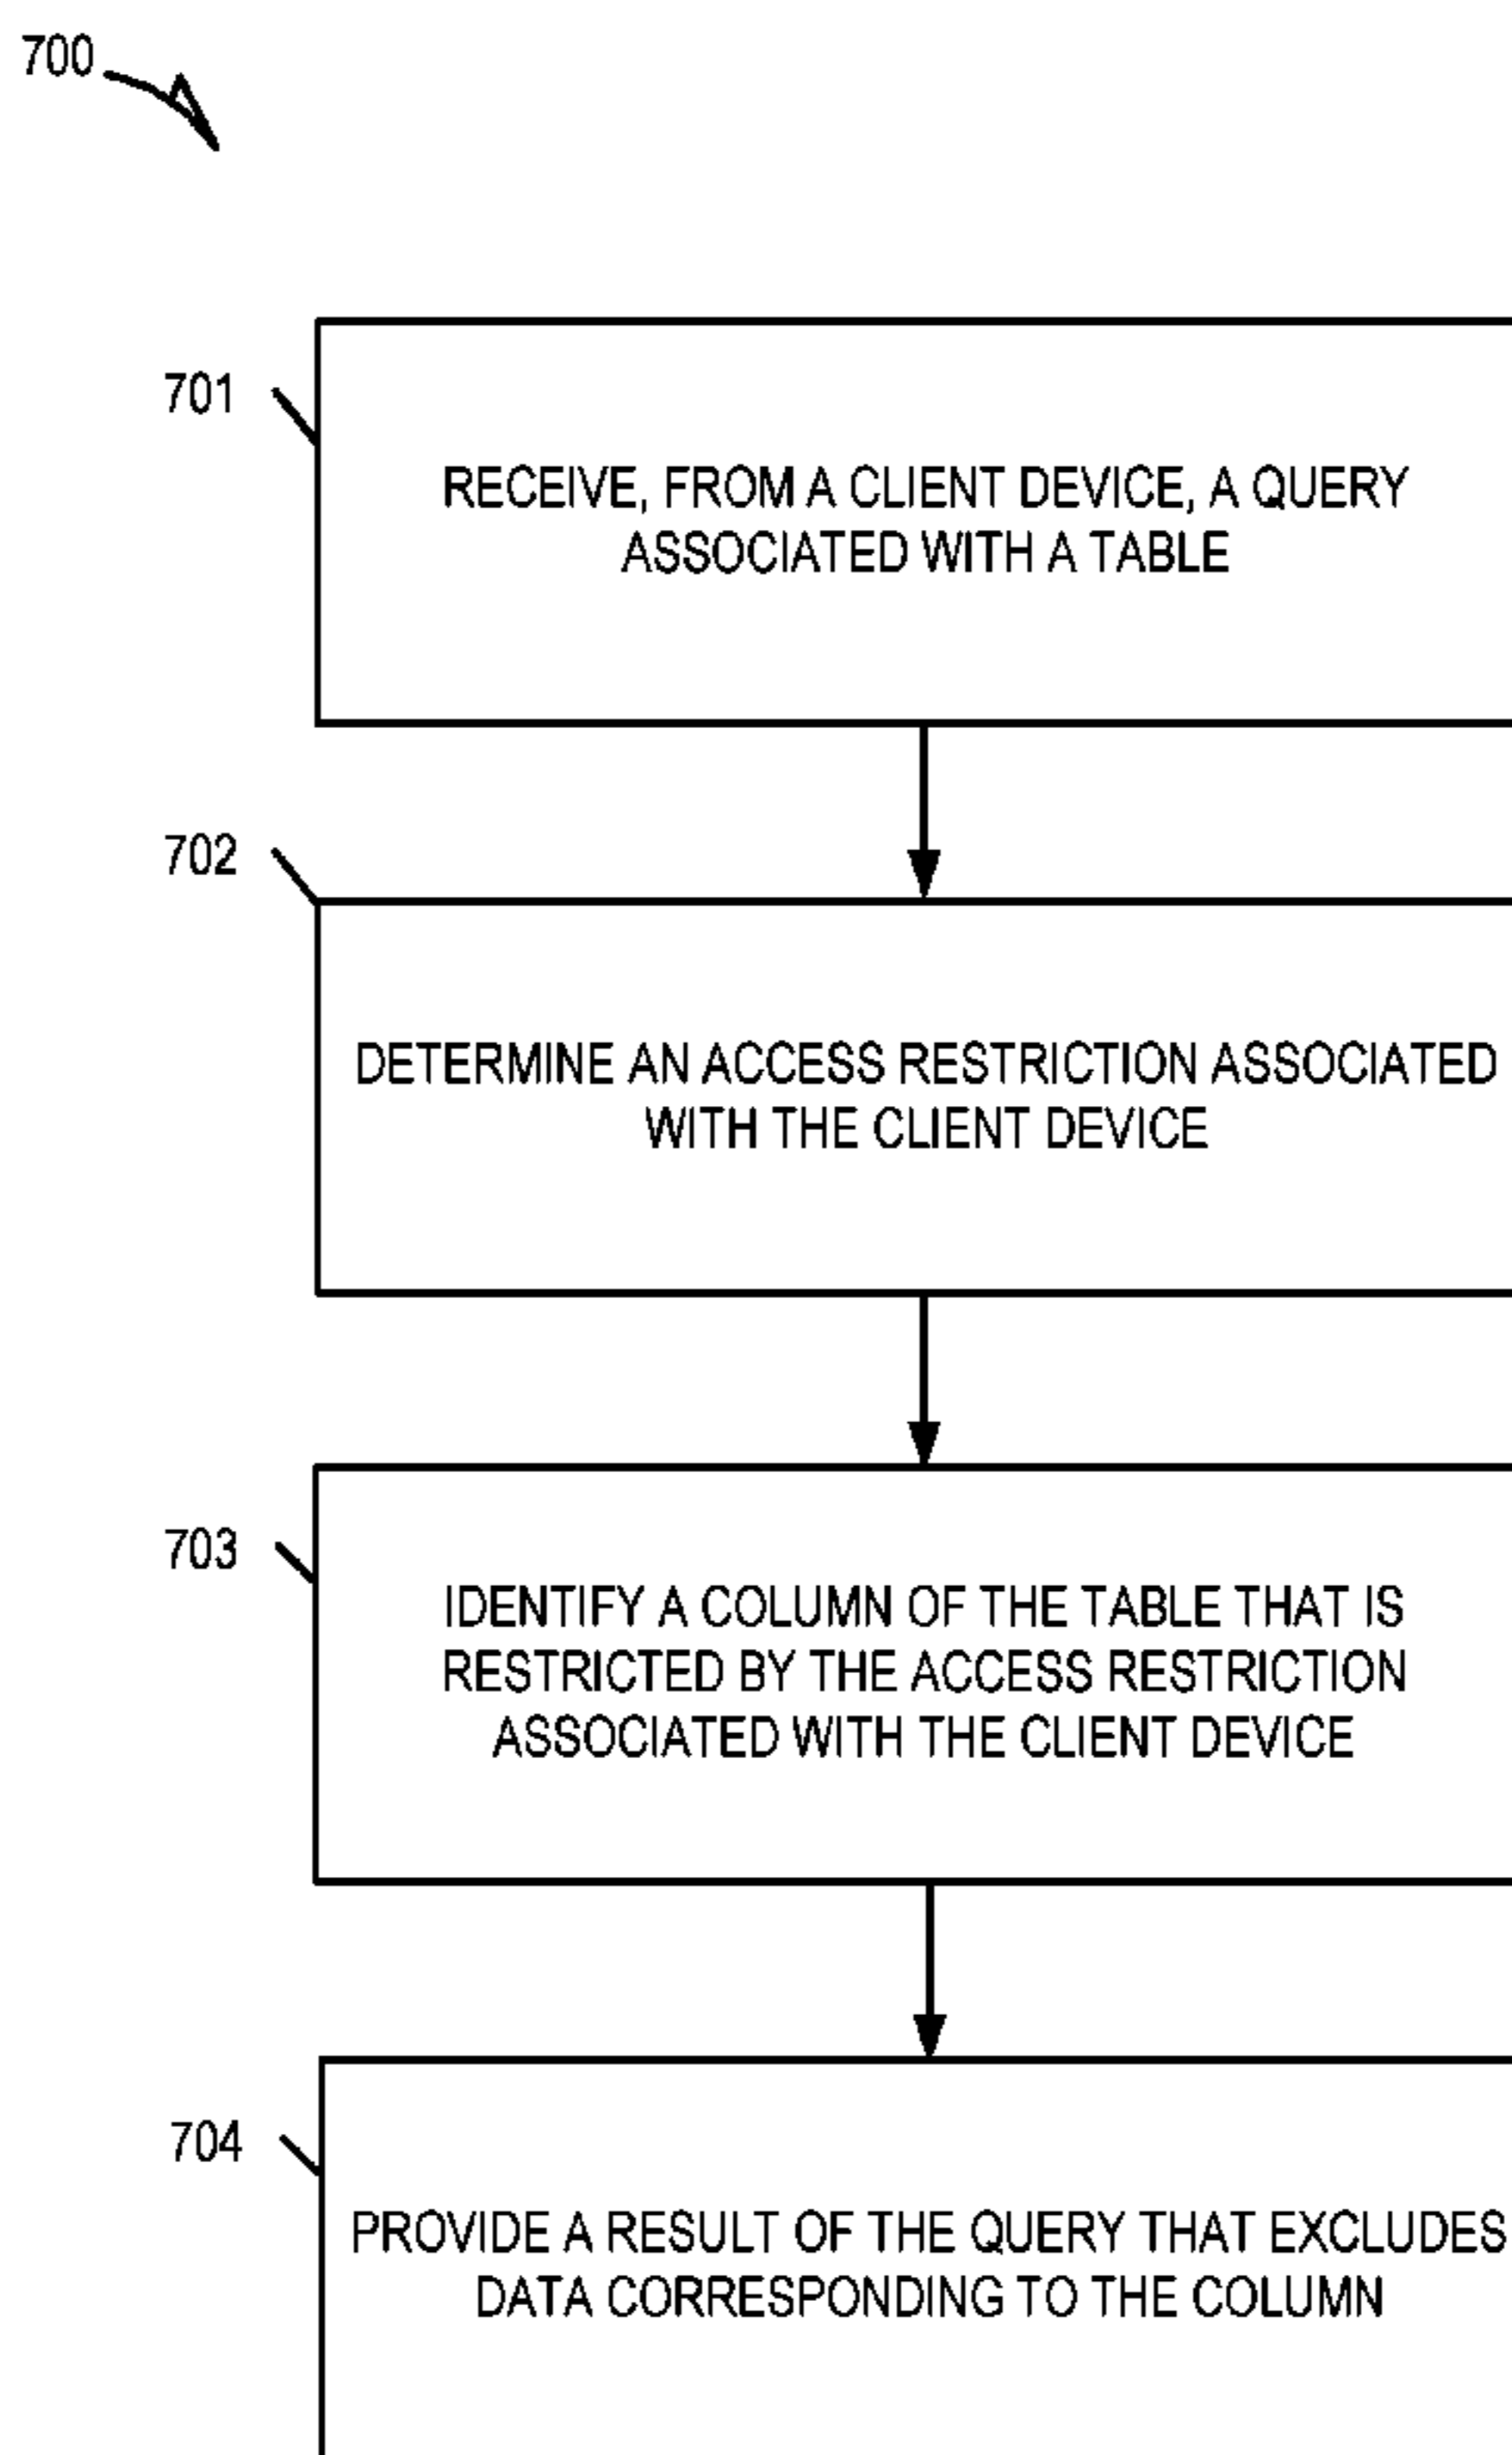 700
701
RECEIVE, FROM A CLIENT DEVICE, A QUERY
ASSOCIATED WITH A TABLE
702
DETERMINE AN ACCESS RESTRICTION ASSOCIATED
WITH THE CLIENT DEVICE
703
IDENTIFY A COLUMN OF THE TABLE THAT IS
RESTRICTED BY THE ACCESS RESTRICTION
ASSOCIATED WITH THE CLIENT DEVICE
704
PROVIDE A RESULT OF THE QUERY THAT EXCLUDES
DATA CORRESPONDING TO THE COLUMN